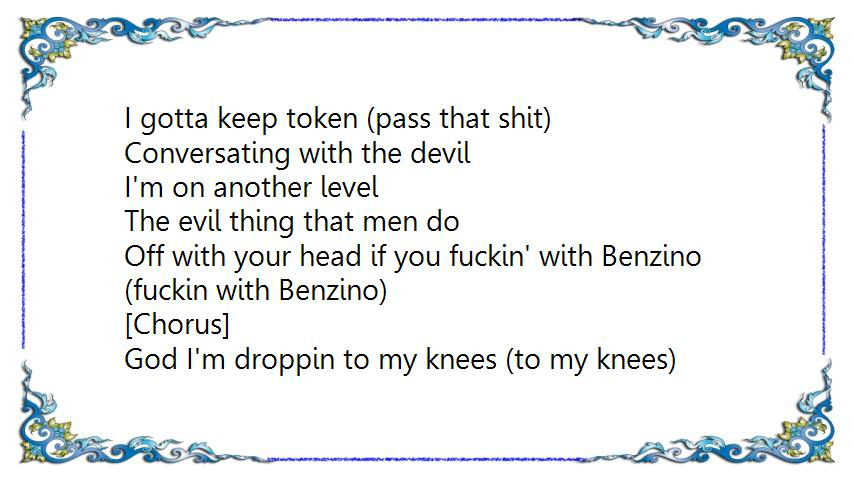 I gotta keep token (pass that shit)
Conversating with the devil
I'm on another level
The evil thing that men do
Off with your head if you fuckin' with Benzino
(fuckin with Benzino)
[Chorus]
God I'm droppin to my knees (to my knees)